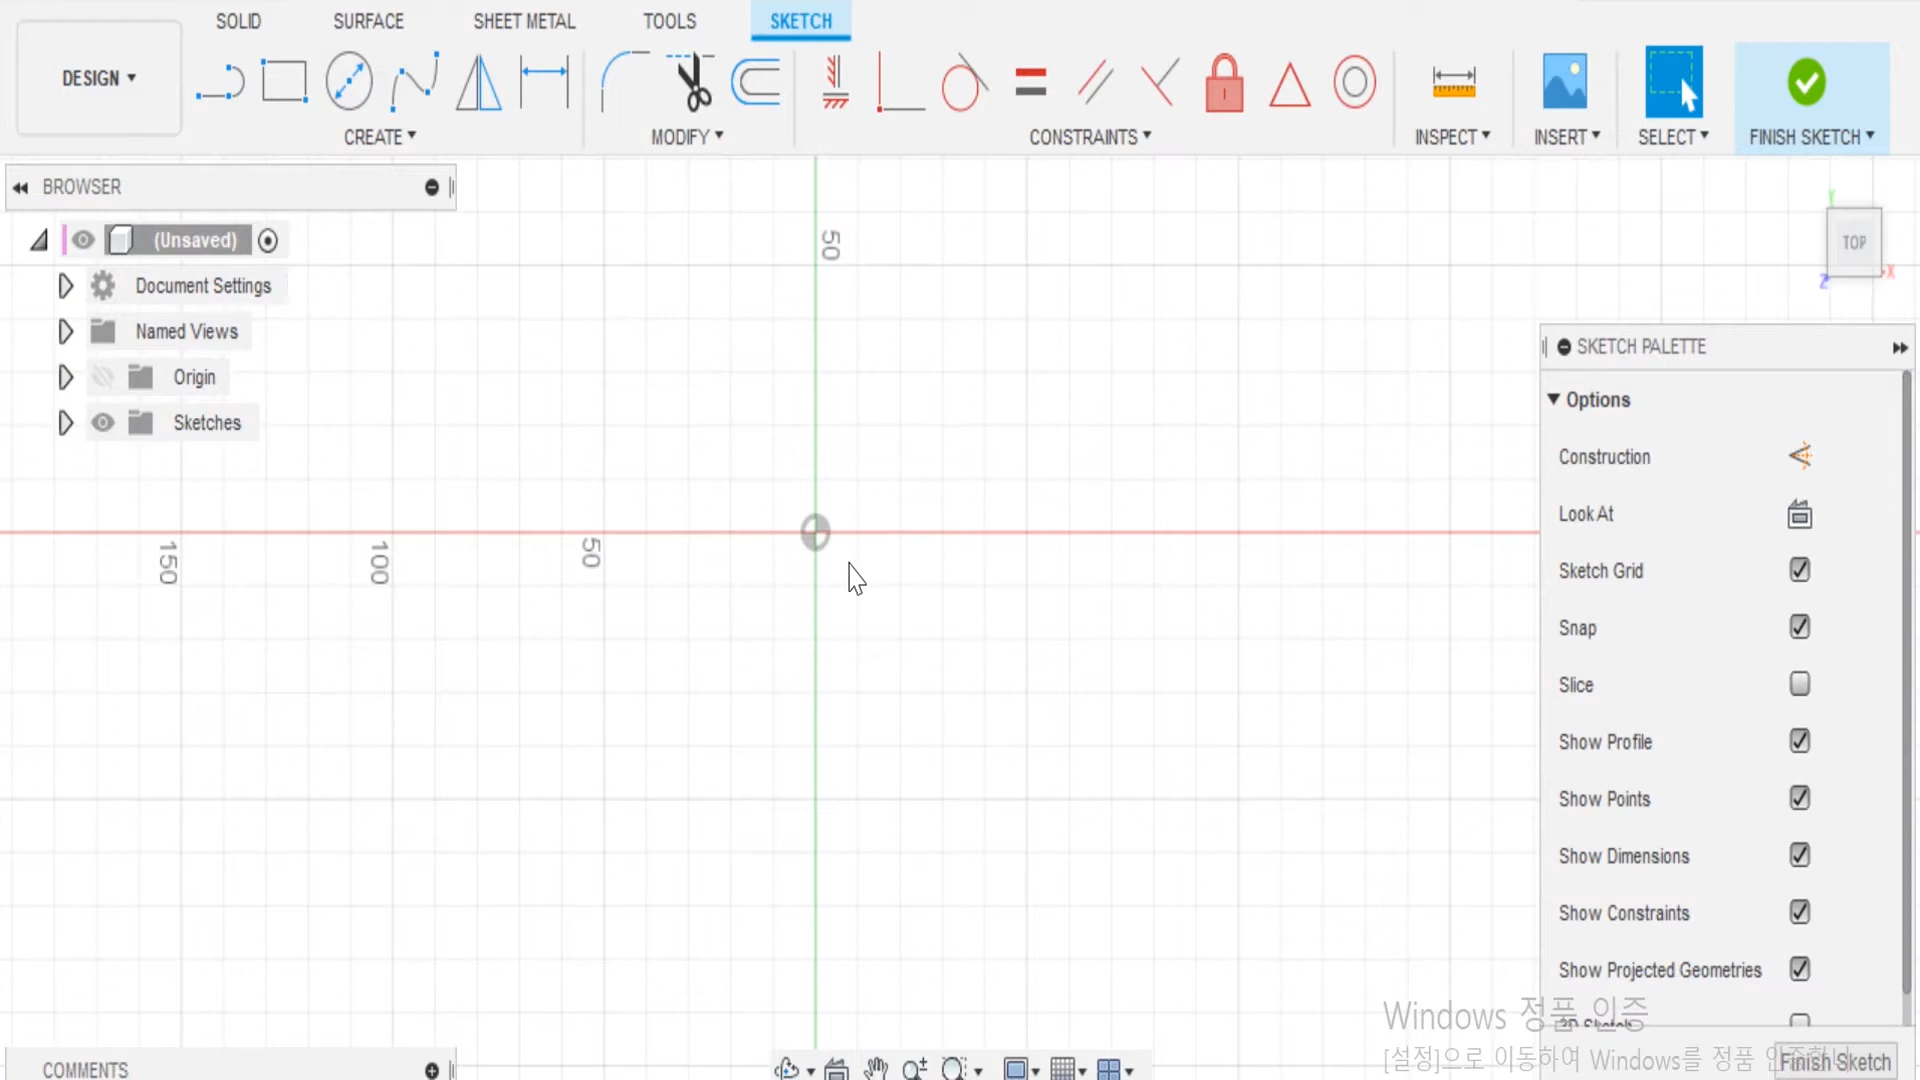 SOLID SURFACE SHEET METAL TOOLS SKETCH
DESIGN
CREATE MODIFY CONSTRAINTS INSPECT INSERT SELECT FINISH SKETCH
BROWSER
(Unsaved)
Document Settings
Named Views
Origin
Sketches
50
150
100
50
TOP
Y
X
Z
SKETCH PALETTE
Options
Construction
Look At
Sketch Grid
Snap
Slice
Show Profile
Show Points
Show Dimensions
Show Constraints
Show Projected Geometries
3D Sketch
Windows 정품 인증
[설정]으로 이동하여 Windows를 정품
Finish Sketch
COMMENTS